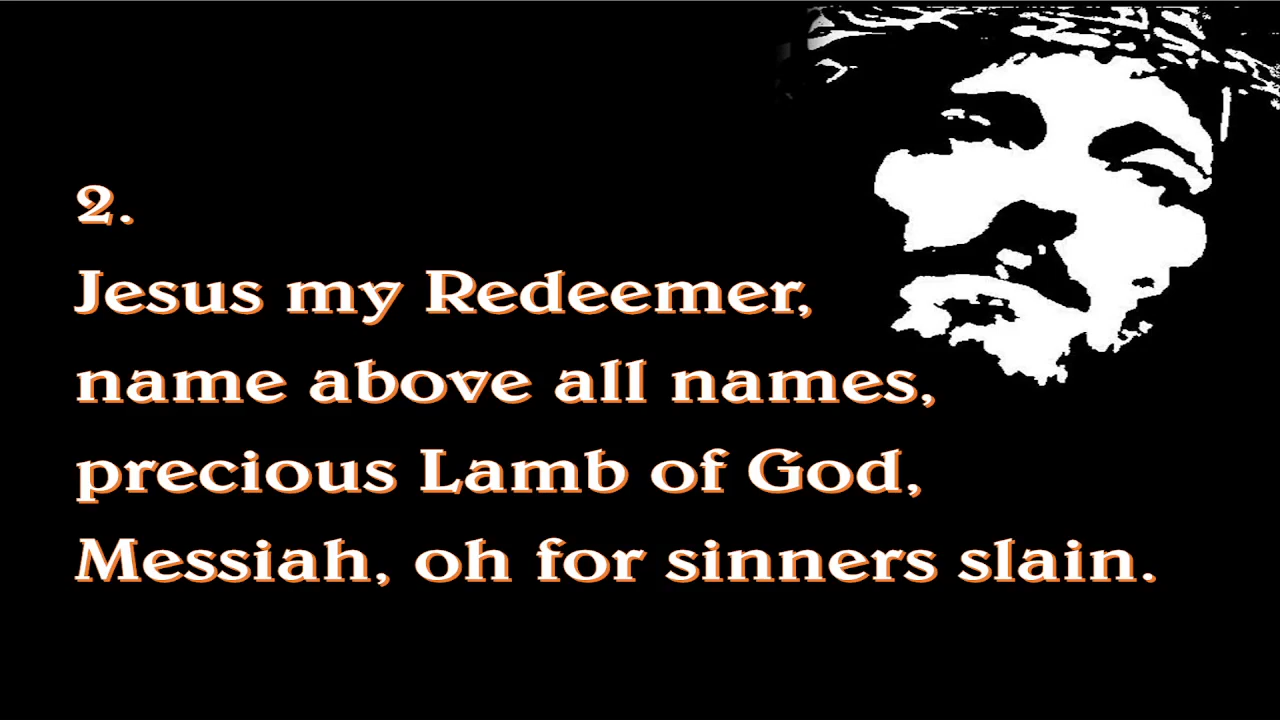 2.
Jesus my Redeemer,
name above all names,
precious Lamb of God,
Messiah, oh for sinners slain.